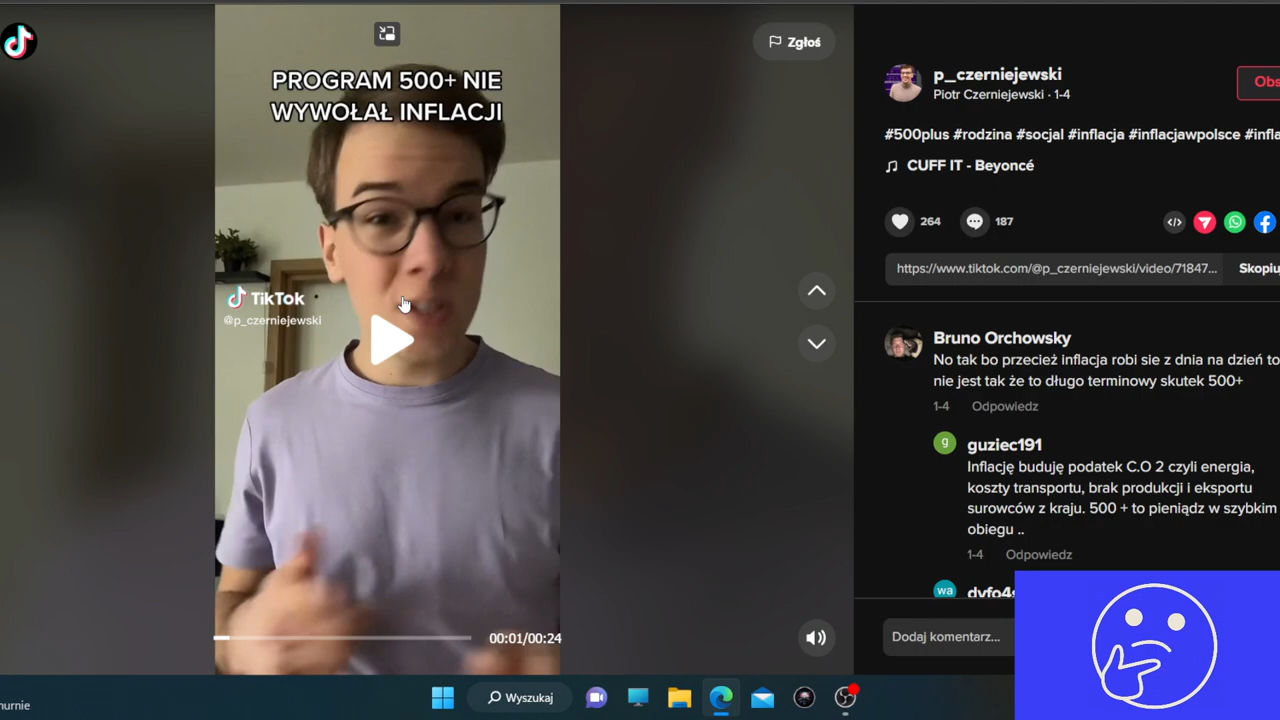 PROGRAM 500+ NIE
WYWOŁAŁ INFLACJI
TikTok
@p_czerniejewski
00:01/00:24
Zgłoś
p_czerniejewski
Piotr Czerniejewski · 1-4
Obs
#500plus #rodzina #socjal #inflacja #inflacjawpolsce #infla
CUFF IT - Beyoncé
264
187
https://www.tiktok.com/@p_czerniejewski/video/71847...
Skopiu
Bruno Orchowsky
No tak bo przecież inflacja robi sie z dnia na dzień to
nie jest tak że to długo terminowy skutek 500+
1-4 Odpowiedz
g
guziec191
Inflację buduję podatek C.O 2 czyli energia,
koszty transportu, brak produkcji i eksportu
surowców z kraju. 500 + to pieniądz w szybkim
obiegu ..
1-4 Odpowiedz
wa
Dodaj komentarz...
Wyszukaj